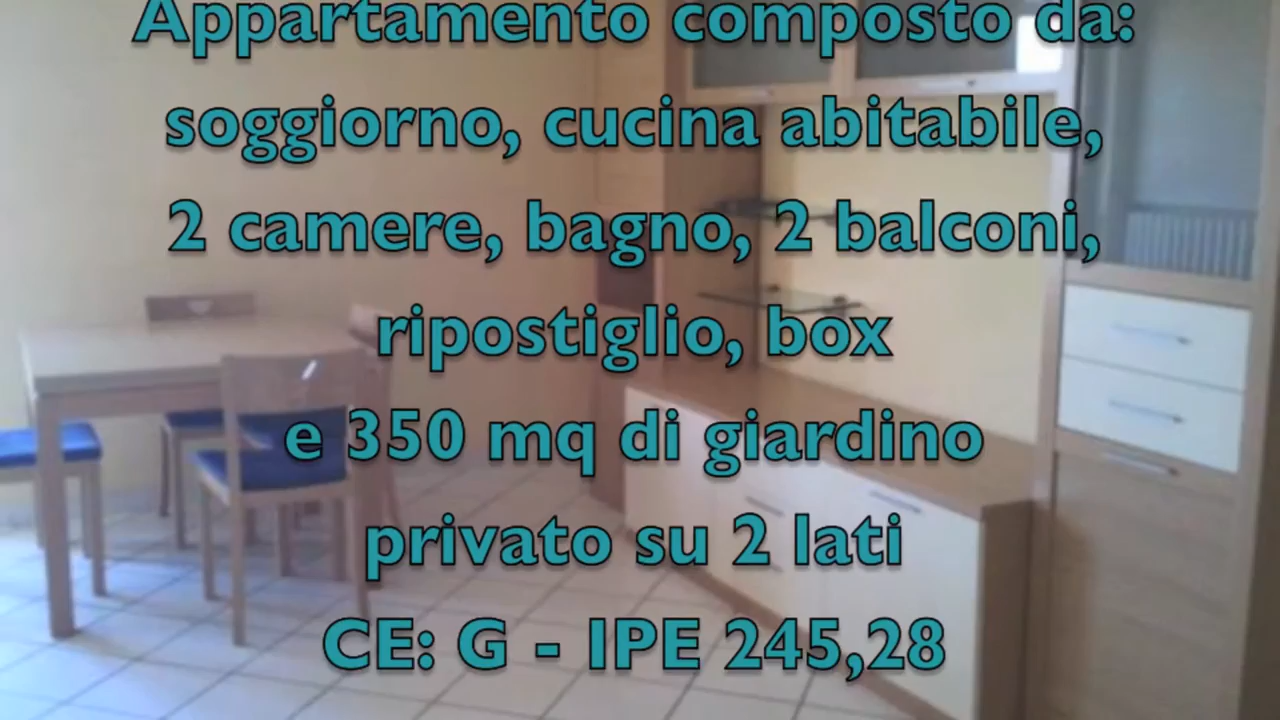 Appartamento composto da:
soggiorno, cucina abitabile,
2 camere, bagno, 2 balconi,
ripostiglio, box
e 350 mq di giardino
privato su 2 lati
CE: G - IPE 245,28